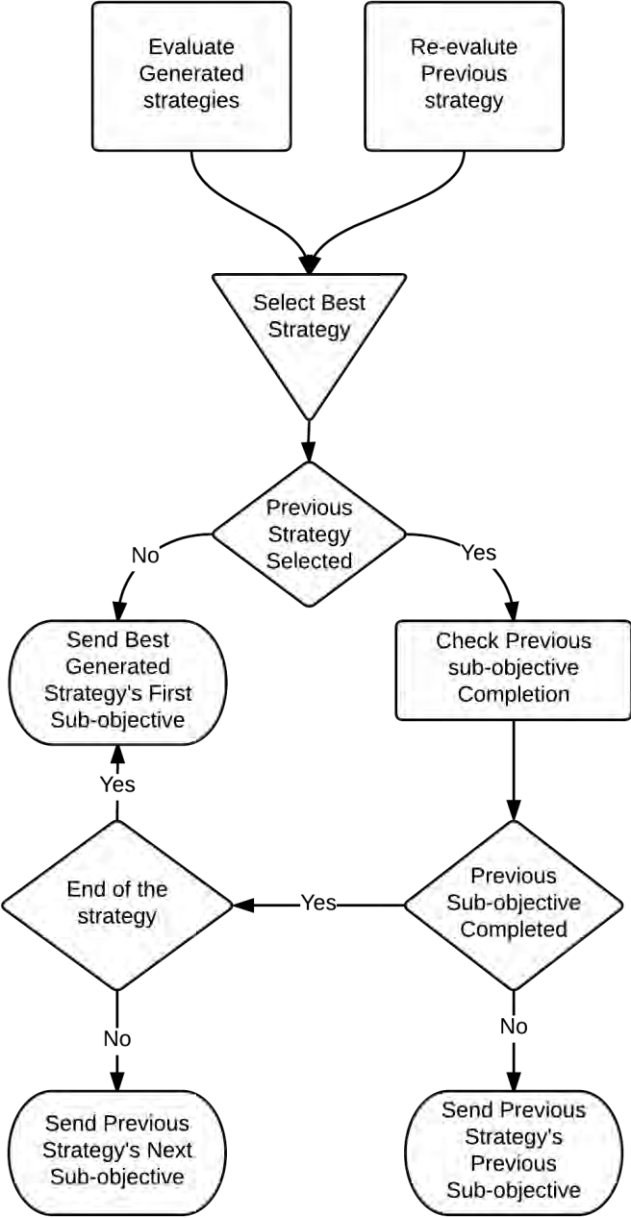 Evaluate
Generated
strategies
Re-evalute
Previous
strategy
Select Best
Strategy
Previous
Strategy
Selected
No
Yes
Send Best
Generated
Strategy's First
Sub-objective
Check Previous
sub-objective
Completion
Yes
End of the
strategy
Yes
Previous
Sub-objective
Completed
No
No
Send Previous
Strategy's Next
Sub-objective
Send Previous
Strategy's
Previous
Sub-objective